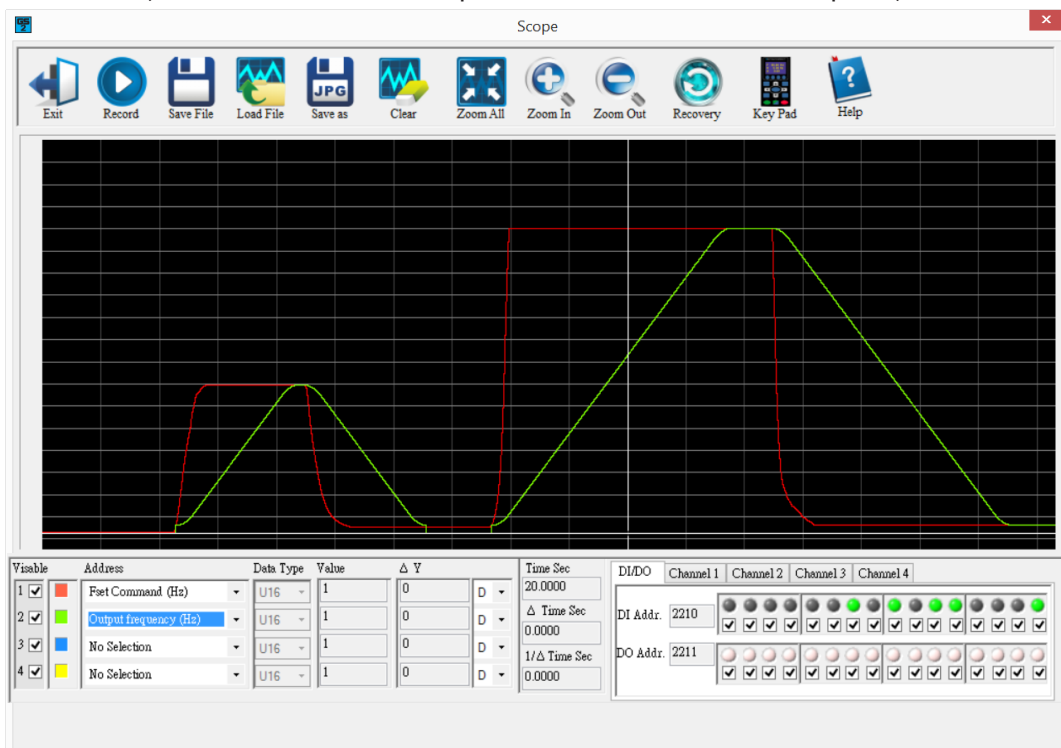 GS
2
Scope
JPG
Exit Record Save File Load File Save as Clear Zoom All Zoom In Zoom Out Recovery Key Pad Help
Visable Address Data Type Value Δ Y
1 Fset Command (Hz) U16 1 0 D
2 Output frequency (Hz) U16 1 0 D
3 No Selection U16 1 0 D
4 No Selection U16 1 0 D
Time Sec
20.0000
Δ Time Sec
0.0000
1/Δ Time Sec
0.0000
DI/DO Channel 1 Channel 2 Channel 3 Channel 4
DI Addr. 2210
DO Addr. 2211